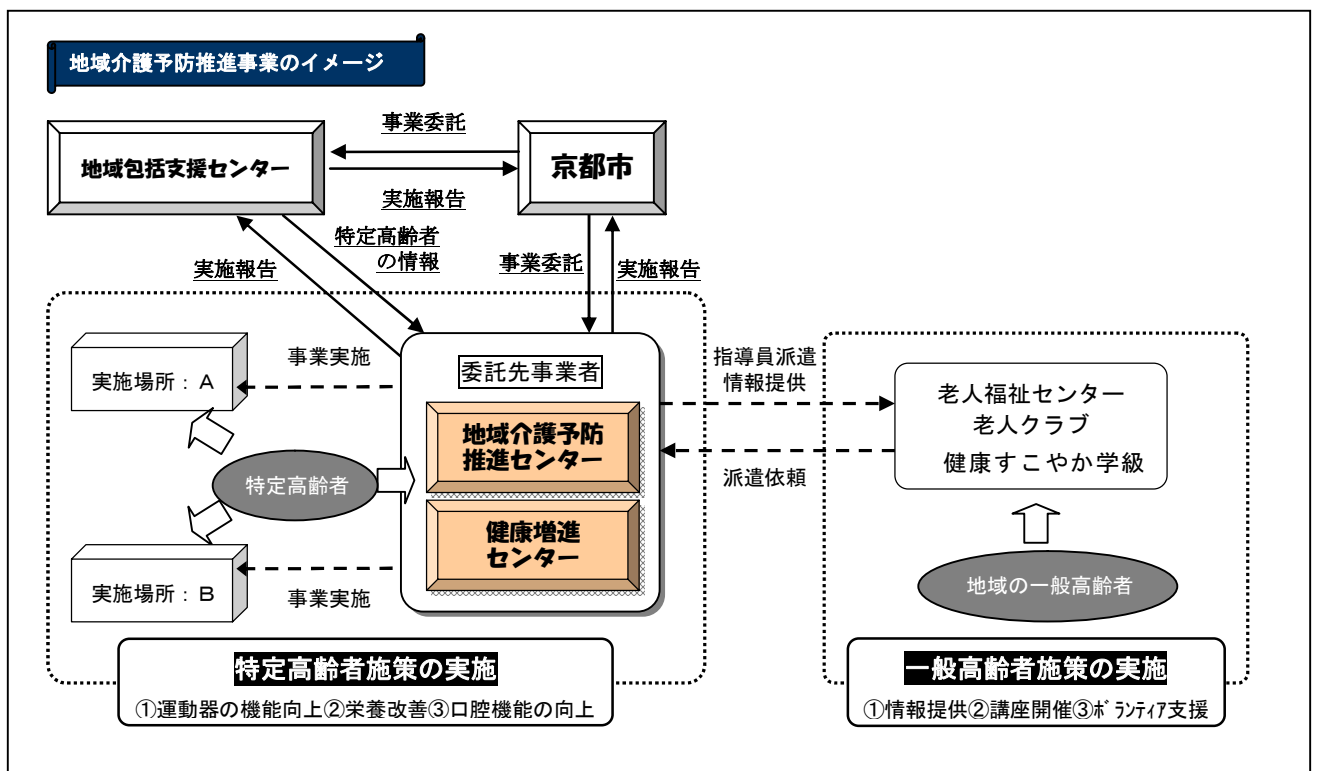 地域介護予防推進事業のイメージ
事業委託
地域包括支援センター
京都市
実施報告
特定高齢者
の情報
実施報告
事業委託
実施報告
事業実施
委託先事業者
指導員派遣
情報提供
実施場所：A
地域介護予防
推進センター
老人福祉センター
老人クラブ
健康すこやか学級
特定高齢者
派遣依頼
健康増進
センター
実施場所：B
事業実施
地域の一般高齢者
特定高齢者施策の実施
①運動器の機能向上②栄養改善③口腔機能の向上
一般高齢者施策の実施
①情報提供②講座開催③ﾎﾞﾗﾝﾃｨｱ支援